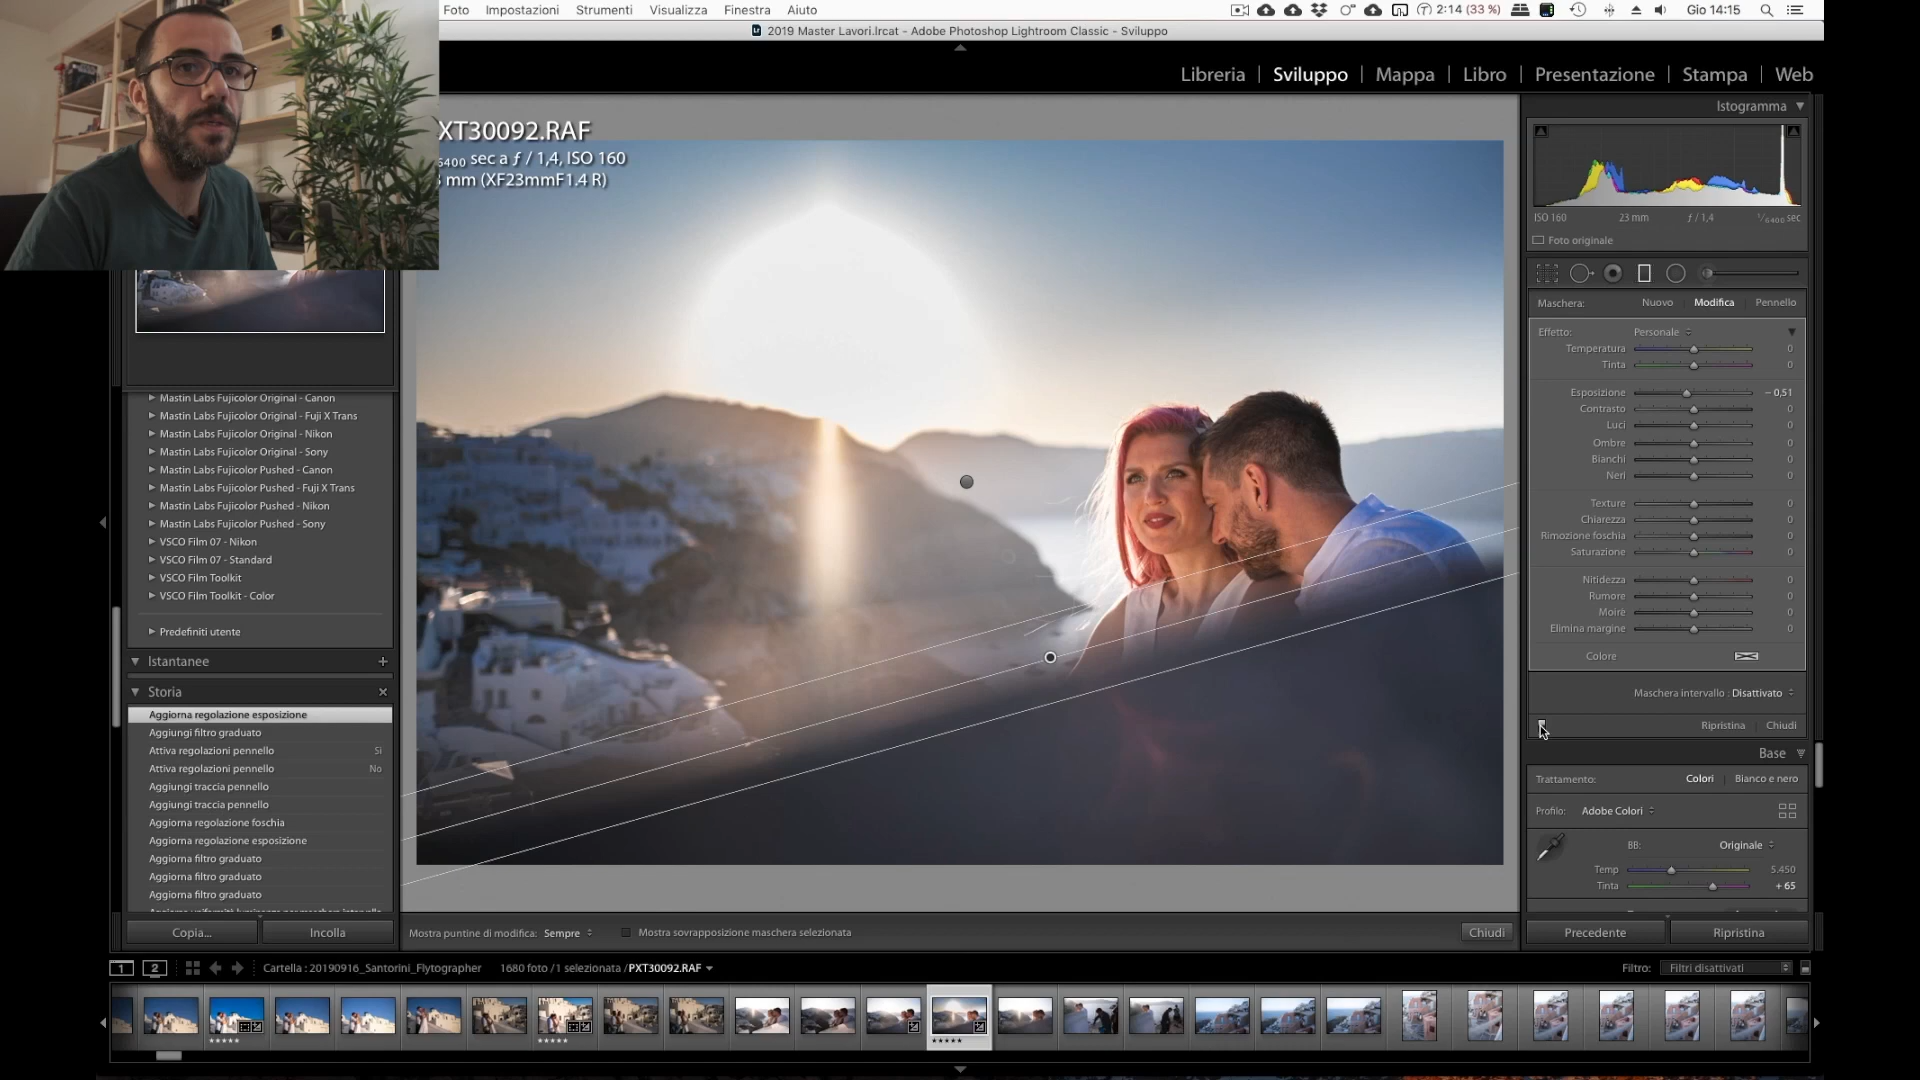 Foto Impostazioni Strumenti Visualizza Finestra Aiuto
2:14 (33 %) Gio 14:15
2019 Master Lavori.lrcat - Adobe Photoshop Lightroom Classic - Sviluppo
Libreria | Sviluppo | Mappa | Libro | Presentazione | Stampa | Web
XT30092.RAF
6400 sec a ƒ / 1,4, ISO 160
mm (XF23mmF1.4 R)
Mastin Labs Fujicolor Original - Canon
Mastin Labs Fujicolor Original - Fuji X Trans
Mastin Labs Fujicolor Original - Nikon
Mastin Labs Fujicolor Original - Sony
Mastin Labs Fujicolor Pushed - Canon
Mastin Labs Fujicolor Pushed - Fuji X Trans
Mastin Labs Fujicolor Pushed - Nikon
Mastin Labs Fujicolor Pushed - Sony
VSCO Film 07 - Nikon
VSCO Film 07 - Standard
VSCO Film Toolkit
VSCO Film Toolkit - Color
Predefiniti utente
Istantanee +
Storia ×
Aggiorna regolazione esposizione
Aggiungi filtro graduato
Attiva regolazioni pennello Sì
Attiva regolazioni pennello No
Aggiungi traccia pennello
Aggiungi traccia pennello
Aggiorna regolazione foschia
Aggiorna regolazione esposizione
Aggiorna filtro graduato
Aggiorna filtro graduato
Aggiorna filtro graduato
Copia... Incolla
Mostra puntine di modifica: Sempre Mostra sovrapposizione maschera selezionata Chiudi
Istogramma
ISO 160 23 mm ƒ / 1,4 1/6400 sec
Foto originale
Maschera: Nuovo Modifica Pennello
Effetto: Personale
Temperatura 0
Tinta 0
Esposizione – 0,51
Contrasto 0
Luci 0
Ombre 0
Bianchi 0
Neri 0
Texture 0
Chiarezza 0
Rimozione foschia 0
Saturazione 0
Nitidezza 0
Rumore 0
Moiré 0
Elimina margine 0
Colore
Maschera intervallo : Disattivato
Ripristina Chiudi
Base
Trattamento: Colori | Bianco e nero
Profilo: Adobe Colori
BB: Originale
Temp 5.450
Tinta + 65
Precedente Ripristina
1 2 Cartella : 20190916_Santorini_Flytographer 1680 foto /1 selezionata /PXT30092.RAF Filtro: Filtri disattivati